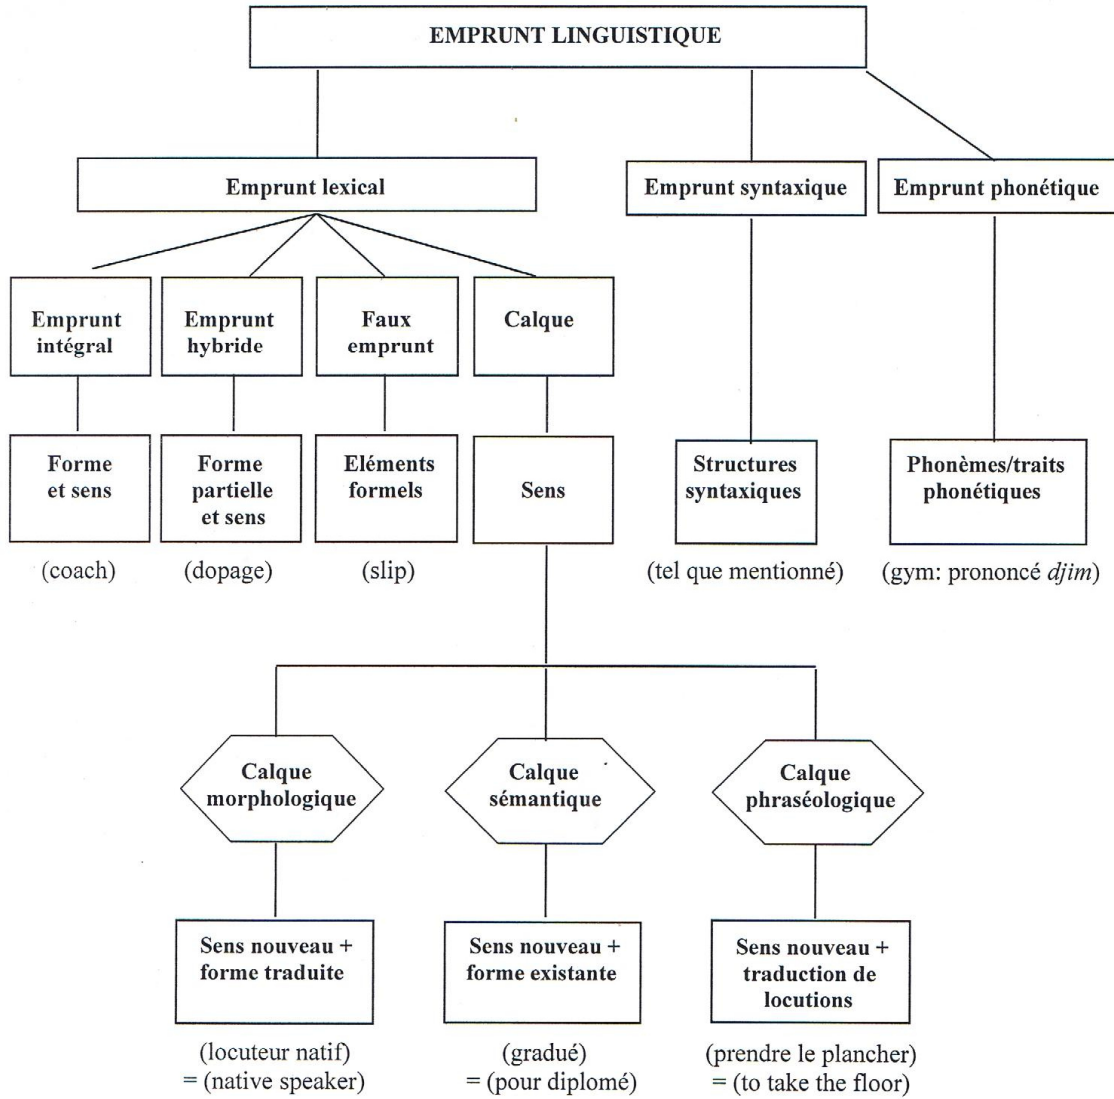 EMPRUNT LINGUISTIQUE
Emprunt lexical
Emprunt syntaxique
Emprunt phonétique
Emprunt
intégral
Emprunt
hybride
Faux
emprunt
Calque
Forme
et sens
Forme
partielle
et sens
Eléments
formels
Sens
Structures
syntaxiques
Phonèmes/traits
phonétiques
(coach)
(dopage)
(slip)
(tel que mentionné)
(gym: prononcé djim)
Calque
morphologique
Calque
sémantique
Calque
phraséologique
Sens nouveau +
forme traduite
Sens nouveau +
forme existante
Sens nouveau +
traduction de
locutions
(locuteur natif)
= (native speaker)
(gradué)
= (pour diplomé)
(prendre le plancher)
= (to take the floor)